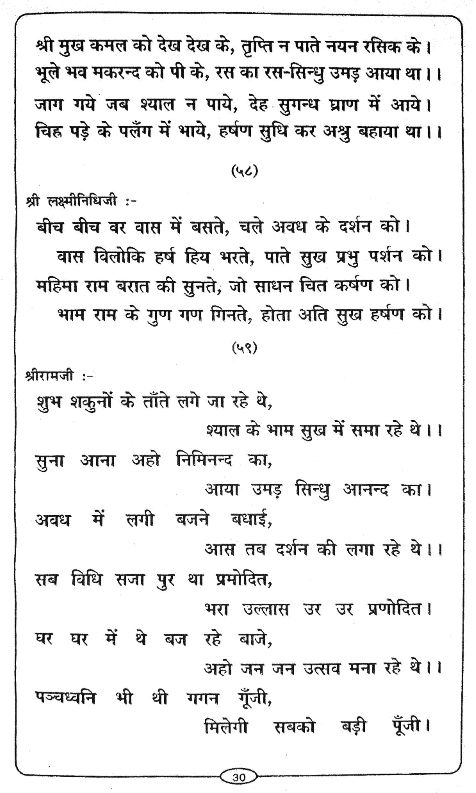 श्री मुख कमल को देख देख के, तृप्ति न पाते नयन रसिक के।
भूले भव मकरन्द को पी के, रस का रस-सिन्धु उमड़ आया था।।
जाग गये जब श्याल न पाये, देह सुगन्ध घ्राण में आये।
चिह्न पड़े के पलँग में भाये, हर्षण सुधि कर अश्रु बहाया था।।
(५८)
श्री लक्ष्मीनिधिजी :-
बीच बीच वर वास में बसते, चले अवध के दर्शन को।
वास विलोकि हर्ष हिय भरते, पाते सुख प्रभु पर्शन को।
महिमा राम बरात की सुनते, जो साधन चित कर्षण को।
भाम राम के गुण गण गिनते, होता अति सुख हर्षण को।
(५९)
श्रीरामजी :-
शुभ शकुनों के ताँते लगे जा रहे थे,
श्याल के भाम सुख में समा रहे थे।।
सुना आना अहो निमिनन्द का,
आया उमड़ सिन्धु आनन्द का।
अवध में लगी बजने बधाई,
आस तब दर्शन की लगा रहे थे।।
सब विधि सजा पुर था प्रमोदित,
भरा उल्लास उर उर प्रणोदित।
घर घर में थे बज रहे बाजे,
अहो जन जन उत्सव मना रहे थे।।
पञ्चध्वनि भी थी गगन गूँजी,
मिलेगी सबको बड़ी पूँजी।
30